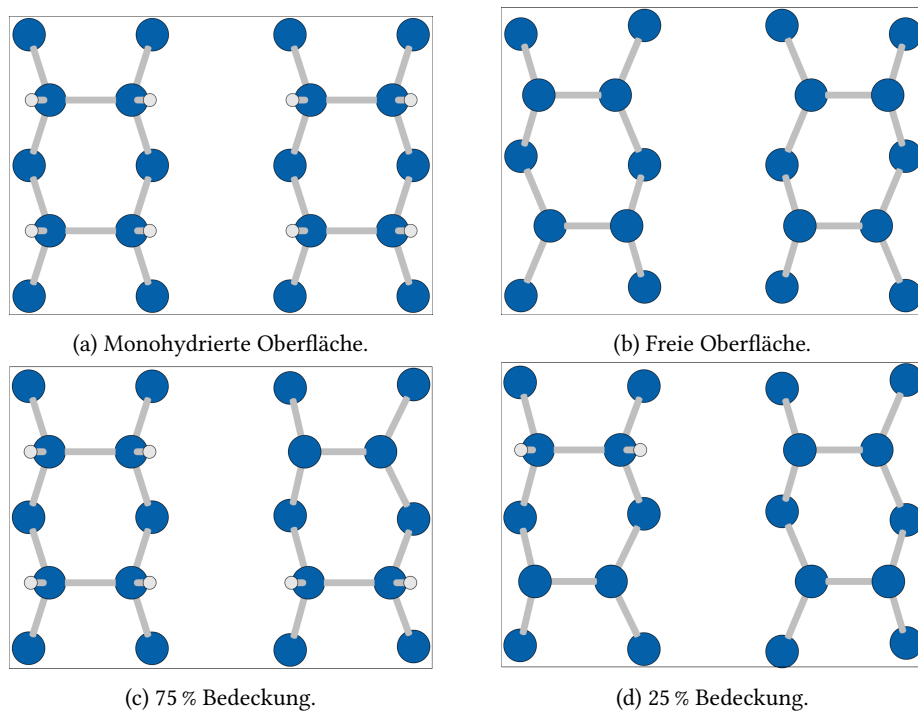 (a) Monohydrierte Oberfläche.
(b) Freie Oberfläche.
(c) 75 % Bedeckung.
(d) 25 % Bedeckung.